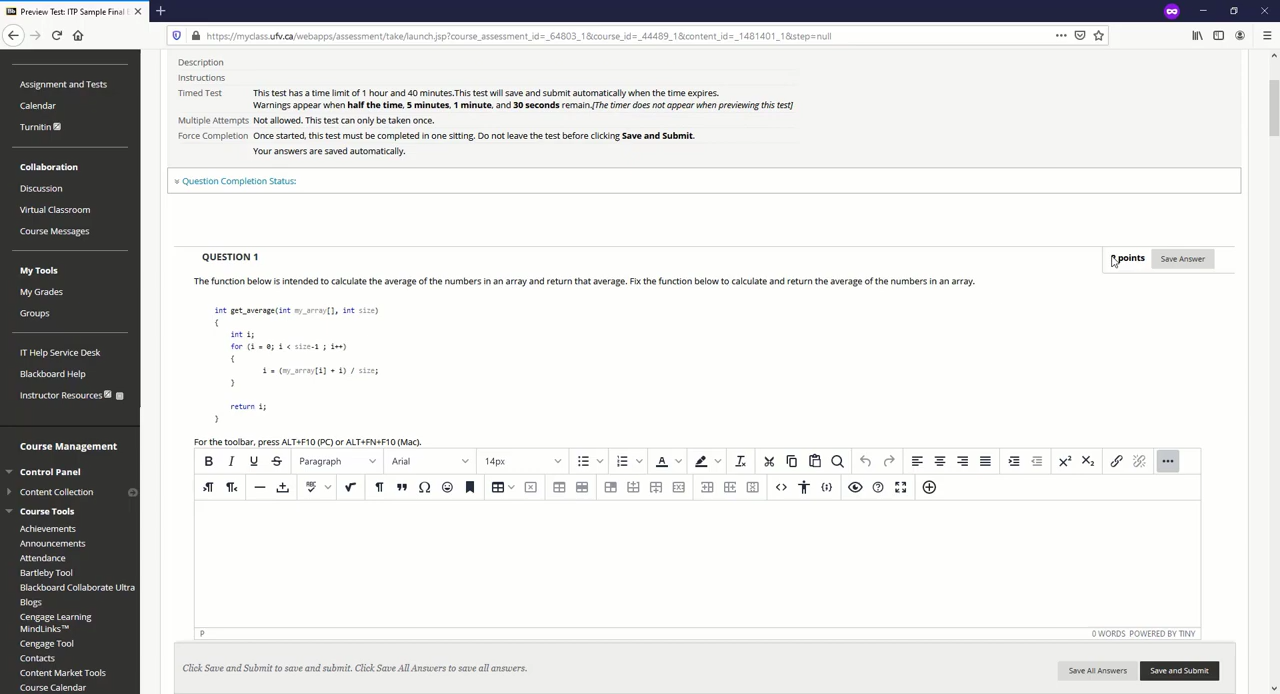 Preview Test: ITP Sample Final
https://myclass.ufv.ca/webapps/assessment/take/launch.jsp?course_assessment_id=_64803_1&course_id=_44489_1&content_id=_1481401_1&step=null
Assignment and Tests
Calendar
Turnitin
Collaboration
Discussion
Virtual Classroom
Course Messages
My Tools
My Grades
Groups
IT Help Service Desk
Blackboard Help
Instructor Resources
Course Management
Control Panel
Content Collection
Course Tools
Achievements
Announcements
Attendance
Bartleby Tool
Blackboard Collaborate Ultra
Blogs
Cengage Learning
MindLinks™
Cengage Tool
Contacts
Content Market Tools
Course Calendar
Description
Instructions
Timed Test This test has a time limit of 1 hour and 40 minutes.This test will save and submit automatically when the time expires.
Warnings appear when half the time, 5 minutes, 1 minute, and 30 seconds remain.[The timer does not appear when previewing this test]
Multiple Attempts Not allowed. This test can only be taken once.
Force Completion Once started, this test must be completed in one sitting. Do not leave the test before clicking Save and Submit.
Your answers are saved automatically.
Question Completion Status:
QUESTION 1
points Save Answer
The function below is intended to calculate the average of the numbers in an array and return that average. Fix the function below to calculate and return the average of the numbers in an array.
int get_average(int my_array[], int size)
{
int i;
for (i = 0; i < size-1 ; i++)
{
i = (my_array[i] + i) / size;
}
return i;
}
For the toolbar, press ALT+F10 (PC) or ALT+FN+F10 (Mac).
B I U S Paragraph Arial 14px
P 0 WORDS POWERED BY TINY
Click Save and Submit to save and submit. Click Save All Answers to save all answers.
Save All Answers Save and Submit